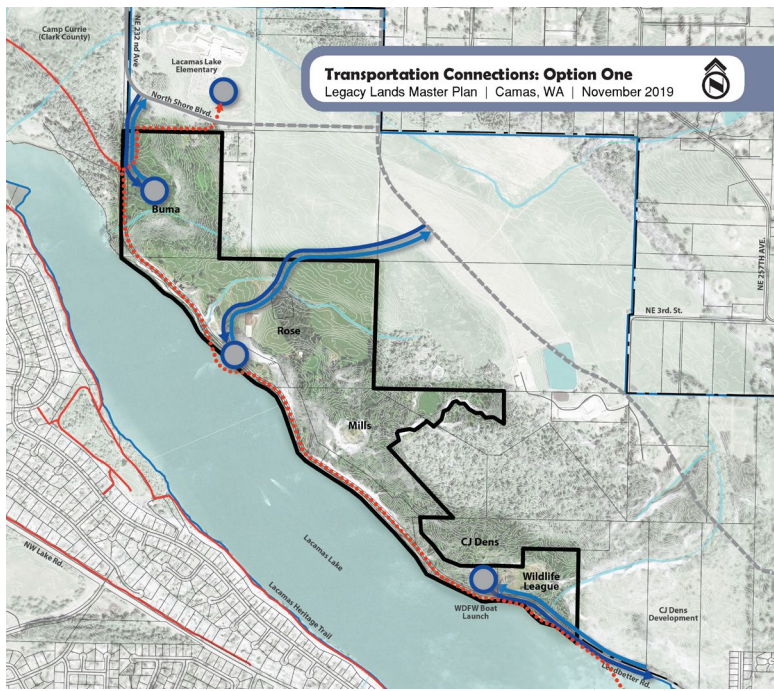 Camp Currie
(Clark County)
NE 232 nd Ave
Lacamas Lake
Elementary
North Shore Blvd.
Transportation Connections: Option One
Legacy Lands Master Plan | Camas, WA | November 2019
N
Buma
NE 257TH AVE.
NE 3rd. St.
Rose
Mills
CJ Dens
Wildlife
League
WDFW Boat
Launch
CJ Dens
Development
Leadbetter Rd.
Lacamas Lake
Lacamas Heritage Trail
NW Lake Rd.